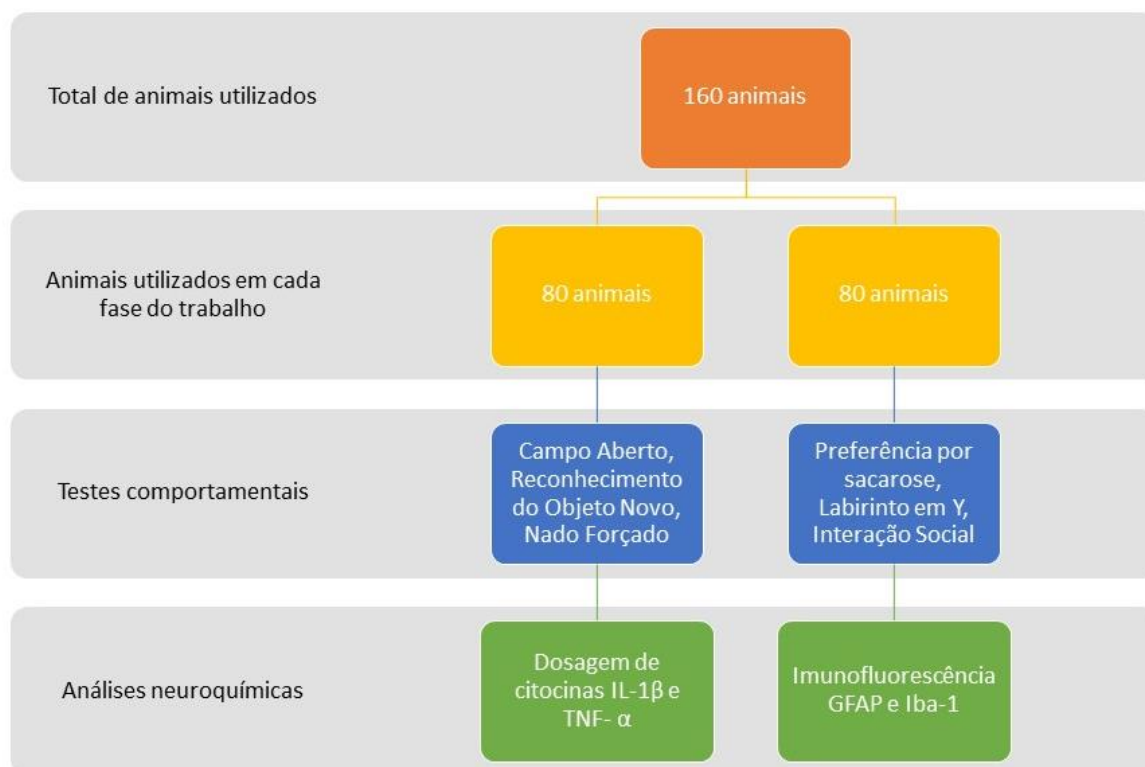 Total de animais utilizados
160 animais
Animais utilizados em cada
fase do trabalho
80 animais
80 animais
Testes comportamentais
Campo Aberto,
Reconhecimento
do Objeto Novo,
Nado Forçado
Preferência por
sacarose,
Labirinto em Y,
Interação Social
Análises neuroquímicas
Dosagem de
citocinas IL-1β e
TNF- α
Imunofluorescência
GFAP e Iba-1